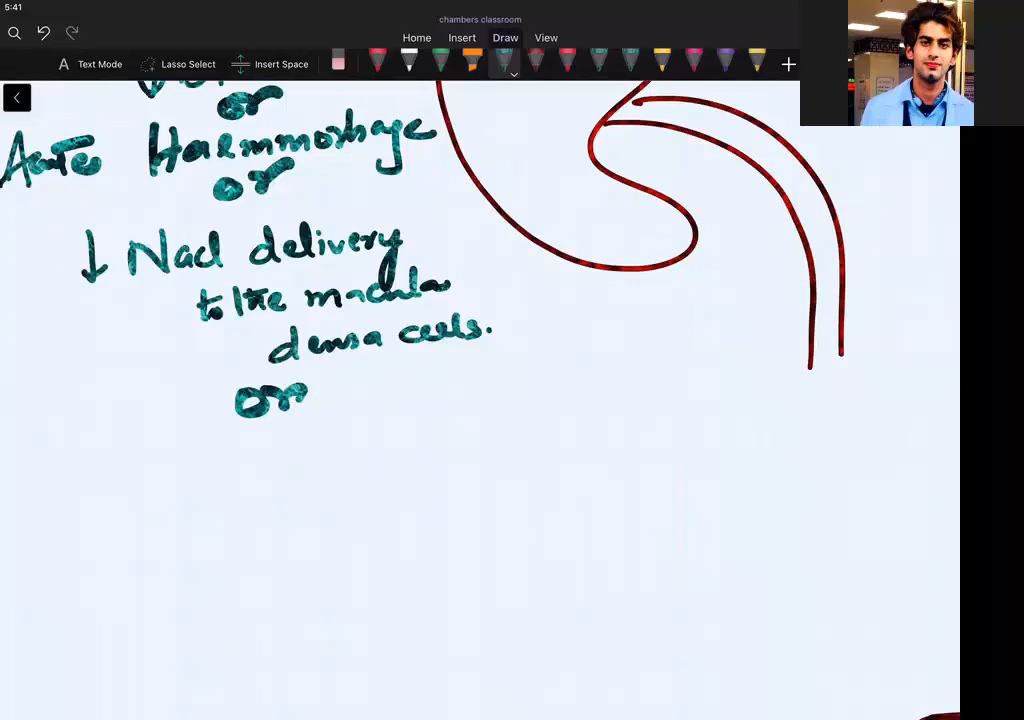 5:41
chambers classroom
Home Insert Draw View
Text Mode Lasso Select Insert Space
or
Acute Haemmorhage
or
↓ Nacl delivery
to the macula
densa cells.
or